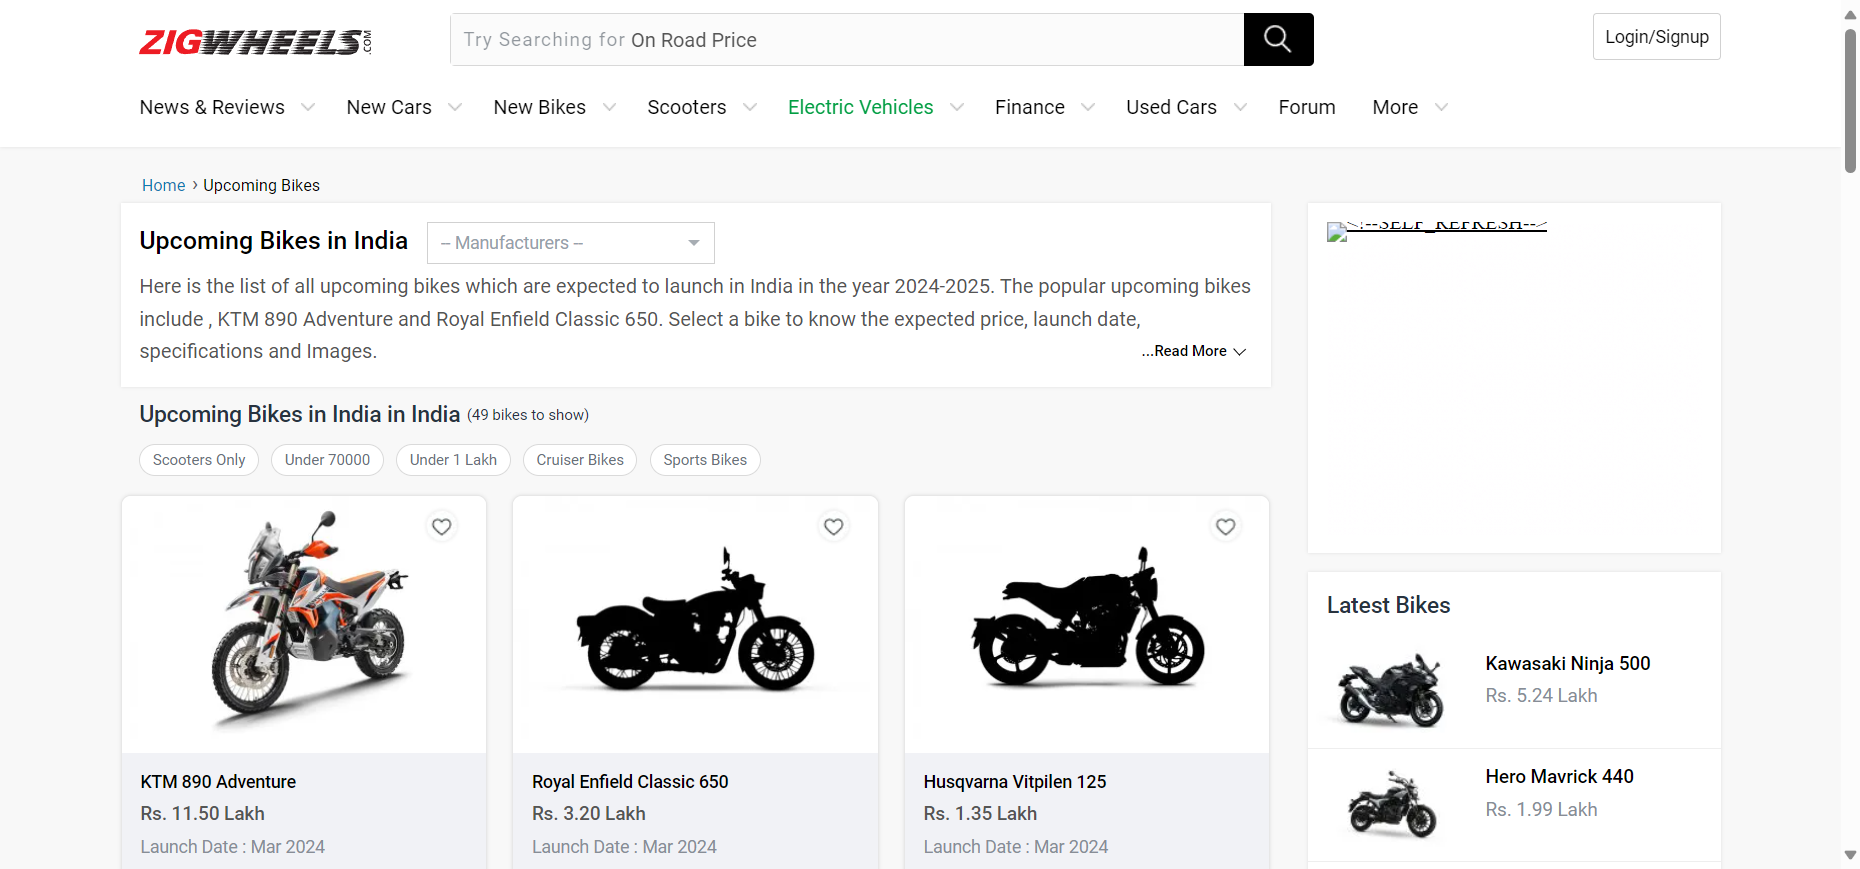 ZIGWHEELS.COM
Try Searching for On Road Price
Login/Signup
News & Reviews
New Cars
New Bikes
Scooters
Electric Vehicles
Finance
Used Cars
Forum
More
Home › Upcoming Bikes
Upcoming Bikes in India
-- Manufacturers --
Here is the list of all upcoming bikes which are expected to launch in India in the year 2024-2025. The popular upcoming bikes
include , KTM 890 Adventure and Royal Enfield Classic 650. Select a bike to know the expected price, launch date,
specifications and Images.
...Read More
<!--SELF_REFRESH-->
Upcoming Bikes in India in India (49 bikes to show)
Scooters Only
Under 70000
Under 1 Lakh
Cruiser Bikes
Sports Bikes
KTM 890 Adventure
Rs. 11.50 Lakh
Launch Date : Mar 2024
Royal Enfield Classic 650
Rs. 3.20 Lakh
Launch Date : Mar 2024
Husqvarna Vitpilen 125
Rs. 1.35 Lakh
Launch Date : Mar 2024
Latest Bikes
Kawasaki Ninja 500
Rs. 5.24 Lakh
Hero Mavrick 440
Rs. 1.99 Lakh